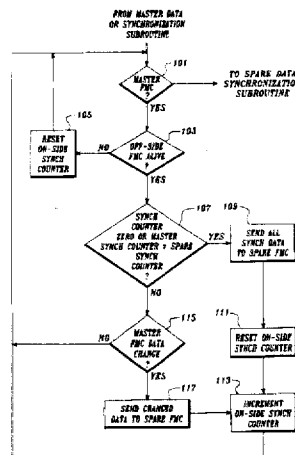 FROM MASTER DATA
OR SYNCHRONIZATION
SUBROUTINE
101
MASTER
FMC
?
TO SPARE DATA
SYNCHRONIZATION
SUBROUTINE
YES
105
RESET
ON-SIDE
SYNCH
COUNTER
103
NO
OFF-SIDE
FMC ALIVE
?
YES
107
SYNCH
COUNTER
ZERO OR MASTER
SYNCH COUNTER = SPARE
SYNCH
COUNTER
?
YES
109
SEND ALL
SYNCH DATA
TO SPARE FMC
NO
111
RESET ON-SIDE
SYNCH COUNTER
115
NO
MASTER
FMC DATA
CHANGE
?
YES
117
SEND CHANGED
DATA TO SPARE FMC
113
INCREMENT
ON-SIDE SYNCH
COUNTER